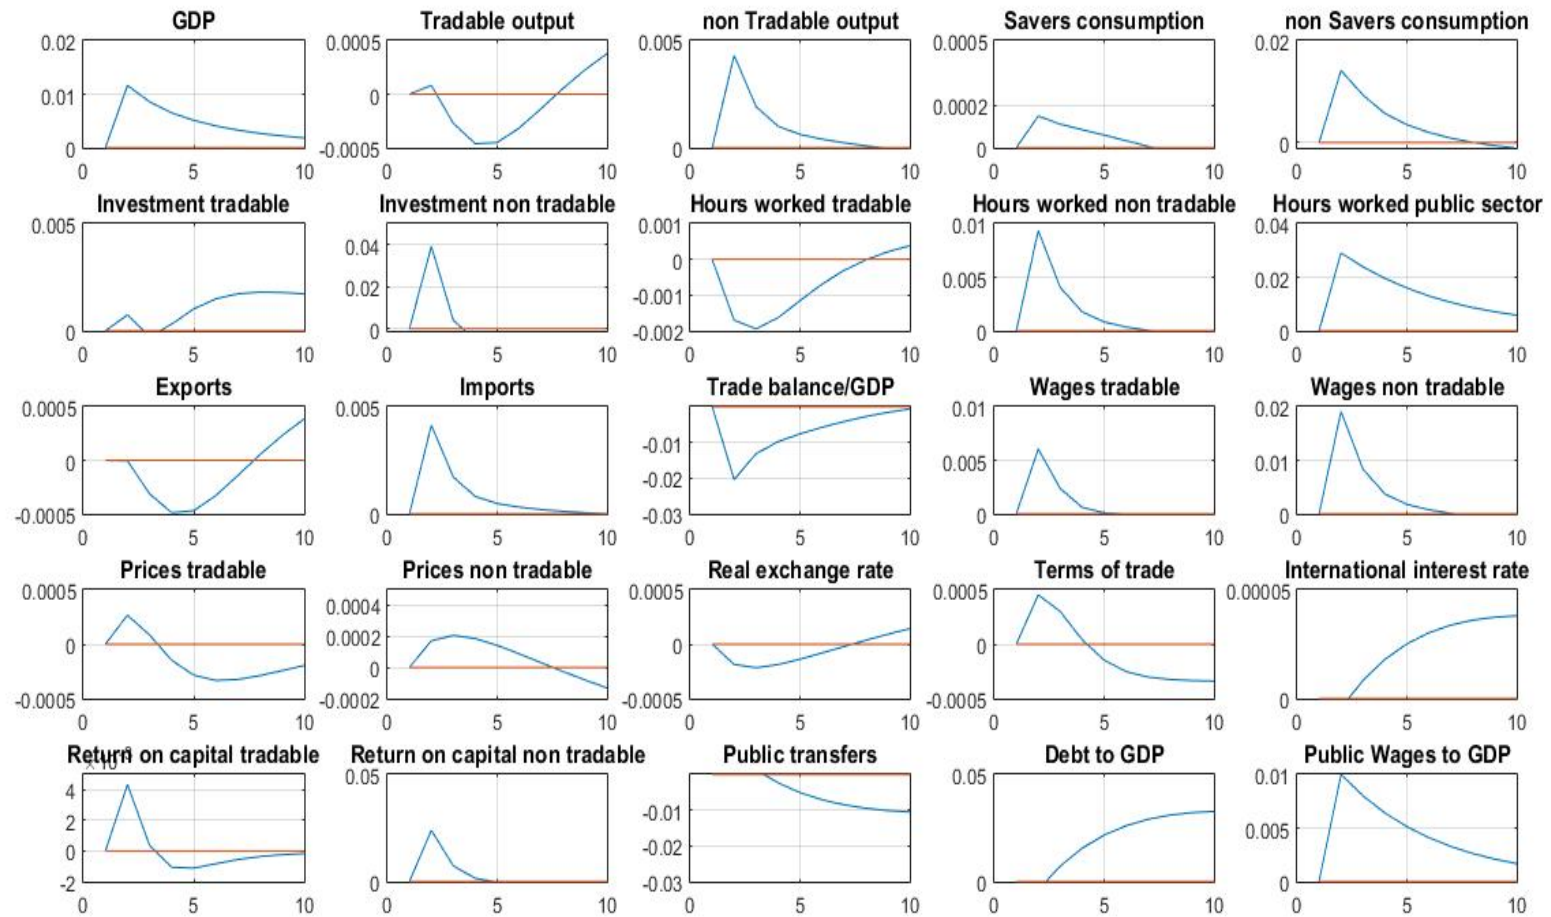 GDP
0.02
0.01
0
0 5 10
Tradable output
0.0005
0
-0.0005
0 5 10
non Tradable output
0.005
0
0 5 10
Savers consumption
0.0005
0.0002
0
0 5 10
non Savers consumption
0.02
0
0 5 10
Investment tradable
0.005
0
0 5 10
Investment non tradable
0.04
0.02
0
0 5 10
Hours worked tradable
0.001
0
-0.001
-0.002
0 5 10
Hours worked non tradable
0.01
0.005
0
0 5 10
Hours worked public sector
0.04
0.02
0
0 5 10
Exports
0.0005
0
-0.0005
0 5 10
Imports
0.005
0
0 5 10
Trade balance/GDP
-0.01
-0.02
-0.03
0 5 10
Wages tradable
0.01
0.005
0
0 5 10
Wages non tradable
0.02
0.01
0
0 5 10
Prices tradable
0.0005
0
-0.0005
0 5 10
Prices non tradable
0.0004
0.0002
0
-0.0002
0 5 10
Real exchange rate
0.0005
0
-0.0005
0 5 10
Terms of trade
0.0005
0
-0.0005
0 5 10
International interest rate
0.00005
0
0 5 10
Return on capital tradable
4
2
0
-2
0 5 10
Return on capital non tradable
0.05
0
0 5 10
Public transfers
-0.01
-0.02
-0.03
0 5 10
Debt to GDP
0.05
0
0 5 10
Public Wages to GDP
0.01
0.005
0
0 5 10